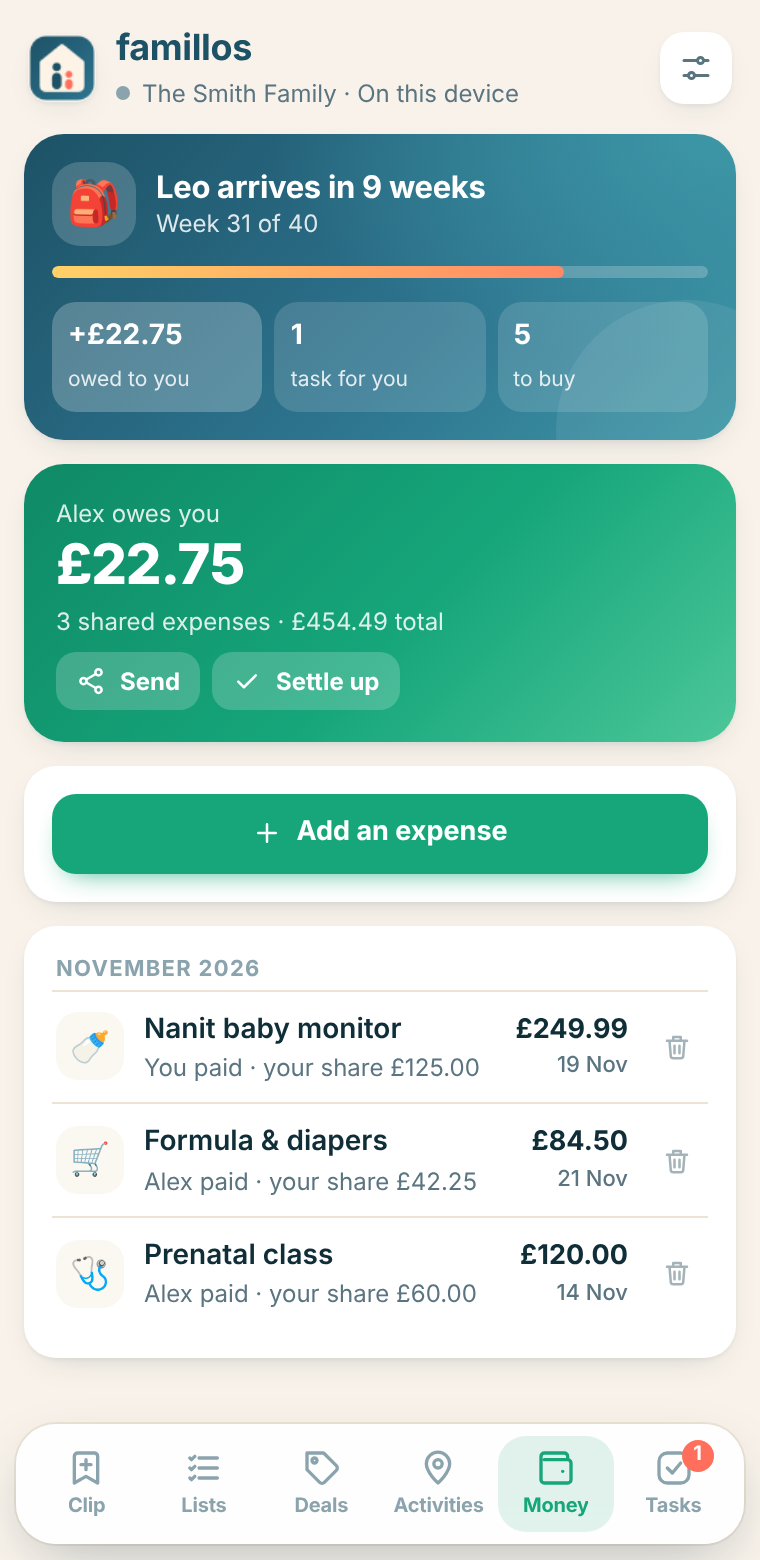 famillos
The Smith Family · On this device
Leo arrives in 9 weeks
Week 31 of 40
+£22.75
owed to you
1
task for you
5
to buy
Alex owes you
£22.75
3 shared expenses · £454.49 total
Send
Settle up
+ Add an expense
NOVEMBER 2026
Nanit baby monitor
£249.99
You paid · your share £125.00
19 Nov
Formula & diapers
£84.50
Alex paid · your share £42.25
21 Nov
Prenatal class
£120.00
Alex paid · your share £60.00
14 Nov
1
Clip
Lists
Deals
Activities
Money
Tasks